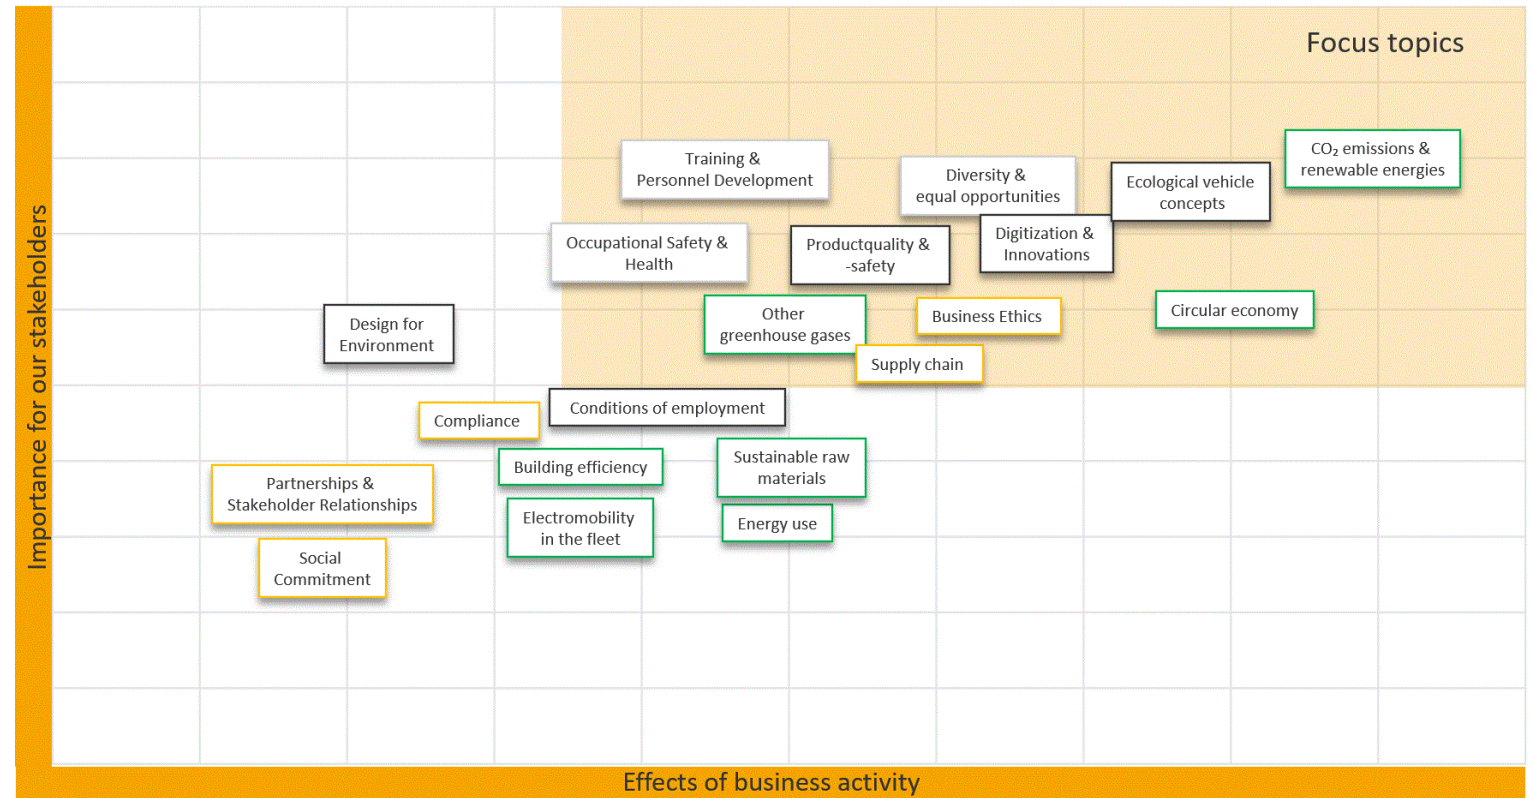 Focus topics
CO₂ emissions &
renewable energies
Training &
Personnel Development
Diversity &
equal opportunities
Ecological vehicle
concepts
Occupational Safety &
Health
Productquality &
-safety
Digitization &
Innovations
Other
greenhouse gases
Business Ethics
Circular economy
Design for
Environment
Supply chain
Compliance
Conditions of employment
Building efficiency
Sustainable raw
materials
Partnerships &
Stakeholder Relationships
Electromobility
in the fleet
Energy use
Social
Commitment
Importance for our stakeholders
Effects of business activity